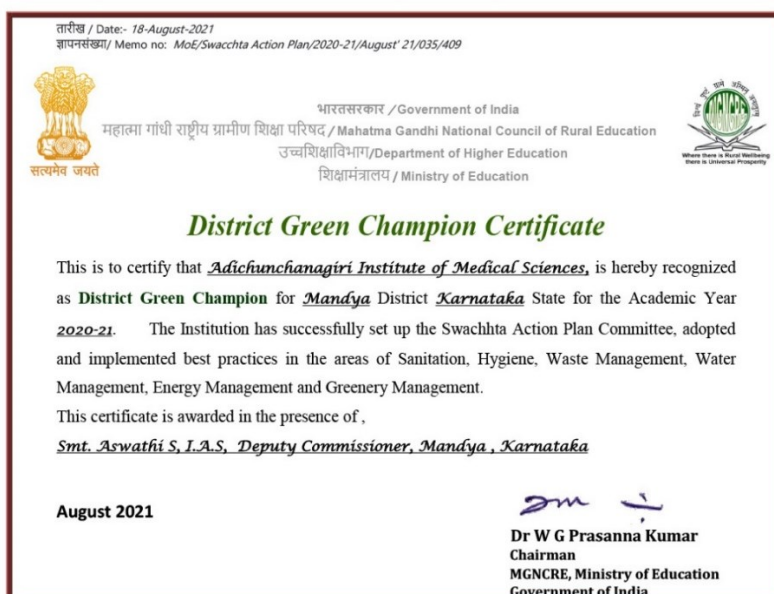 तारीख / Date:- 18-August-2021
ज्ञापनसंख्या/ Memo no: MoE/Swacchta Action Plan/2020-21/August' 21/035/409
भारतसरकार / Government of India
महात्मा गांधी राष्ट्रीय ग्रामीण शिक्षा परिषद / Mahatma Gandhi National Council of Rural Education
उच्चशिक्षाविभाग/Department of Higher Education
शिक्षामंत्रालय / Ministry of Education
सत्यमेव जयते
MGNCRE
Where there is Rural Wellbeing
there is Universal Prosperity
District Green Champion Certificate
This is to certify that Adichunchanagiri Institute of Medical Sciences, is hereby recognized
as District Green Champion for Mandya District Karnataka State for the Academic Year
2020-21. The Institution has successfully set up the Swachhta Action Plan Committee, adopted
and implemented best practices in the areas of Sanitation, Hygiene, Waste Management, Water
Management, Energy Management and Greenery Management.
This certificate is awarded in the presence of ,
Smt. Aswathi S, I.A.S, Deputy Commissioner, Mandya , Karnataka
August 2021
Dr W G Prasanna Kumar
Chairman
MGNCRE, Ministry of Education
Government of India